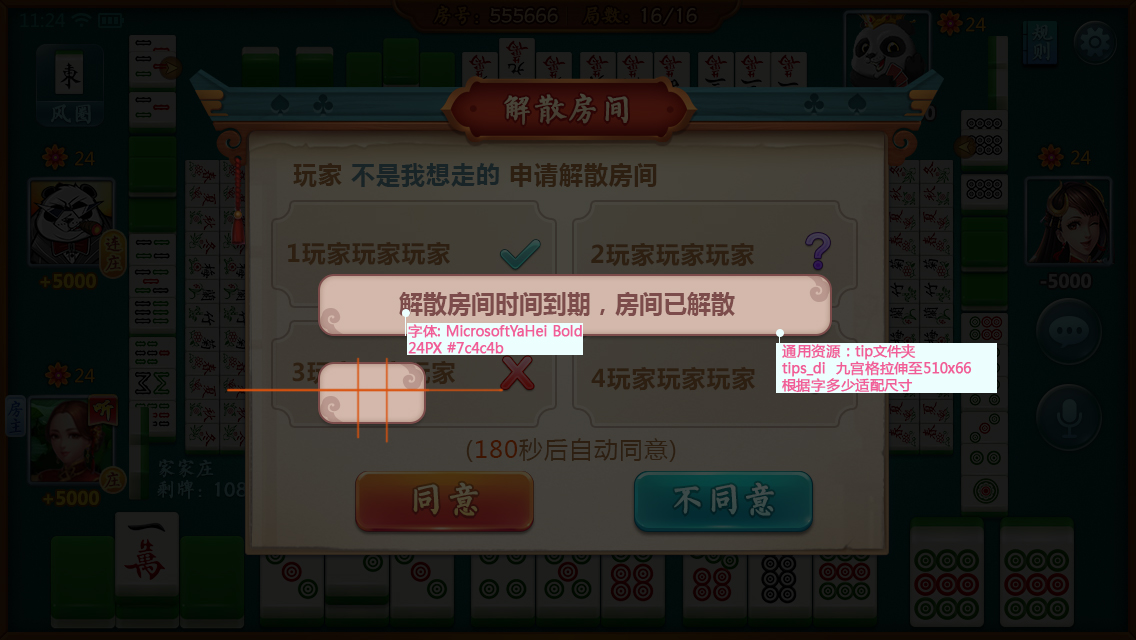 11:24
房号: 555666 局数: 16/16
24
规则
東
风圈
解散房间
24
24
玩家 不是我想走的 申请解散房间
1玩家玩家玩家
2玩家玩家玩家
?
+5000
-5000
解散房间时间到期，房间已解散
字体: MicrosoftYaHei Bold
24PX #7c4c4b
通用资源：tip文件夹
tips_di 九宫格拉伸至510x66
根据字多少适配尺寸
24
3
家
4玩家玩家玩家
房主
听
(180秒后自动同意)
庄
+5000
家家庄
剩牌: 108
同意
不同意
一萬